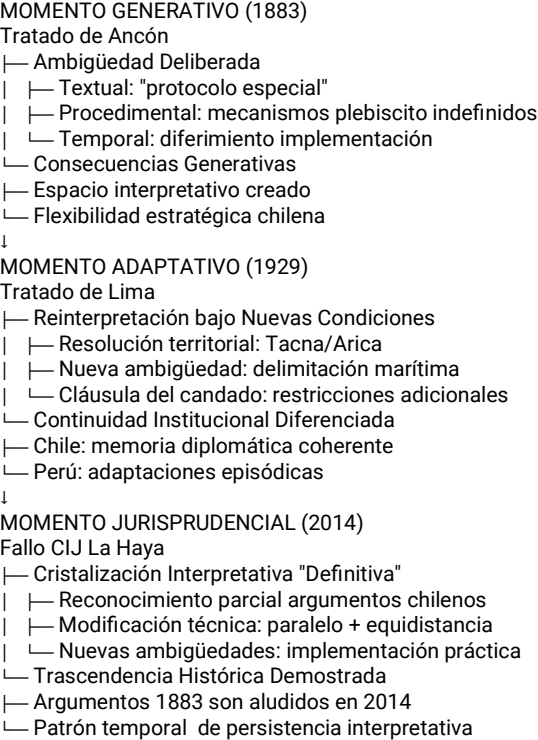 MOMENTO GENERATIVO (1883)
Tratado de Ancón
├── Ambigüedad Deliberada
│ ├── Textual: "protocolo especial"
│ ├── Procedimental: mecanismos plebiscito indefinidos
│ └── Temporal: diferimiento implementación
└── Consecuencias Generativas
├── Espacio interpretativo creado
└── Flexibilidad estratégica chilena
↓
MOMENTO ADAPTATIVO (1929)
Tratado de Lima
├── Reinterpretación bajo Nuevas Condiciones
│ ├── Resolución territorial: Tacna/Arica
│ ├── Nueva ambigüedad: delimitación marítima
│ └── Cláusula del candado: restricciones adicionales
└── Continuidad Institucional Diferenciada
├── Chile: memoria diplomática coherente
└── Perú: adaptaciones episódicas
↓
MOMENTO JURISPRUDENCIAL (2014)
Fallo CIJ La Haya
├── Cristalización Interpretativa "Definitiva"
│ ├── Reconocimiento parcial argumentos chilenos
│ ├── Modificación técnica: paralelo + equidistancia
│ └── Nuevas ambigüedades: implementación práctica
└── Trascendencia Histórica Demostrada
├── Argumentos 1883 son aludidos en 2014
└── Patrón temporal de persistencia interpretativa